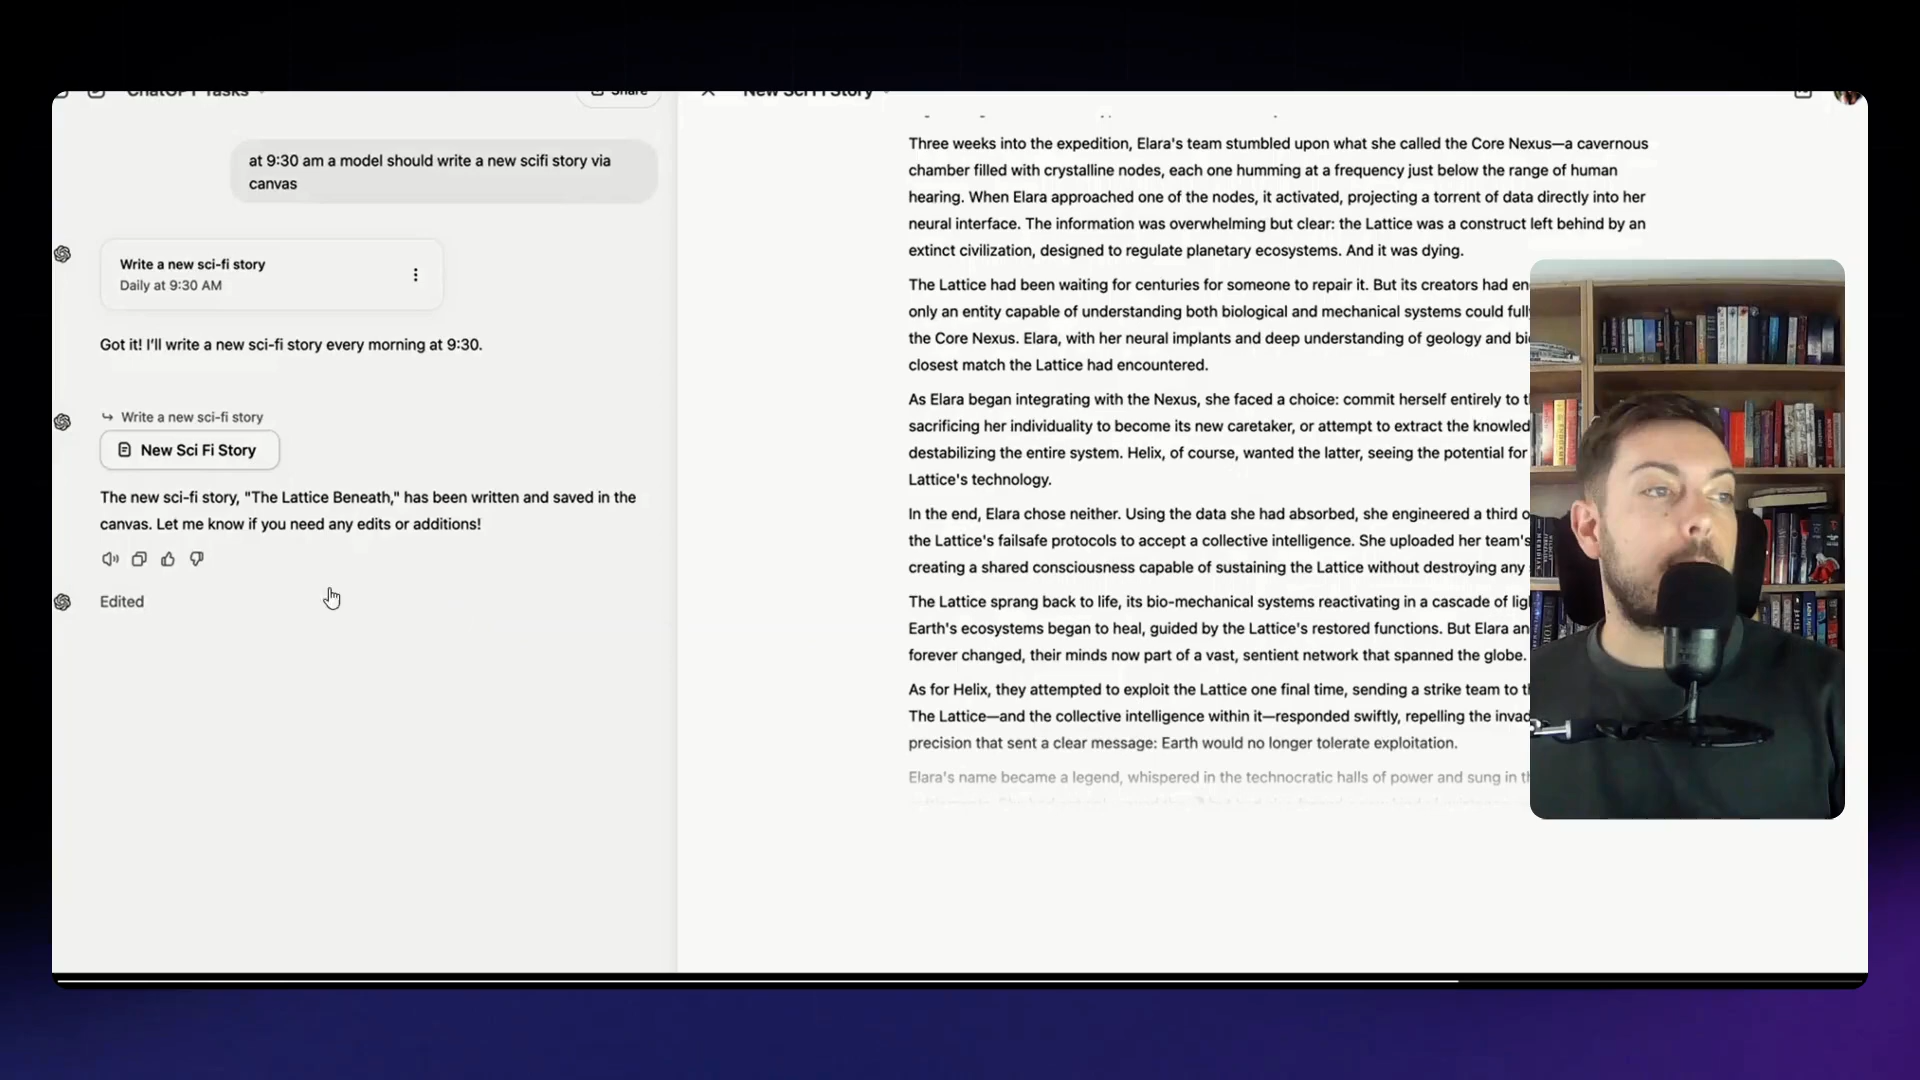 ChatGPT Tasks
Share
New Sci Fi Story
at 9:30 am a model should write a new scifi story via
canvas
Write a new sci-fi story
Daily at 9:30 AM
Got it! I'll write a new sci-fi story every morning at 9:30.
Write a new sci-fi story
New Sci Fi Story
The new sci-fi story, "The Lattice Beneath," has been written and saved in the
canvas. Let me know if you need any edits or additions!
Edited
Three weeks into the expedition, Elara's team stumbled upon what she called the Core Nexus—a cavernous
chamber filled with crystalline nodes, each one humming at a frequency just below the range of human
hearing. When Elara approached one of the nodes, it activated, projecting a torrent of data directly into her
neural interface. The information was overwhelming but clear: the Lattice was a construct left behind by an
extinct civilization, designed to regulate planetary ecosystems. And it was dying.
The Lattice had been waiting for centuries for someone to repair it. But its creators had en
only an entity capable of understanding both biological and mechanical systems could full
the Core Nexus. Elara, with her neural implants and deep understanding of geology and bi
closest match the Lattice had encountered.
As Elara began integrating with the Nexus, she faced a choice: commit herself entirely to t
sacrificing her individuality to become its new caretaker, or attempt to extract the knowled
destabilizing the entire system. Helix, of course, wanted the latter, seeing the potential for
Lattice's technology.
In the end, Elara chose neither. Using the data she had absorbed, she engineered a third o
the Lattice's failsafe protocols to accept a collective intelligence. She uploaded her team's
creating a shared consciousness capable of sustaining the Lattice without destroying any
The Lattice sprang back to life, its bio-mechanical systems reactivating in a cascade of lig
Earth's ecosystems began to heal, guided by the Lattice's restored functions. But Elara an
forever changed, their minds now part of a vast, sentient network that spanned the globe.
As for Helix, they attempted to exploit the Lattice one final time, sending a strike team to t
The Lattice—and the collective intelligence within it—responded swiftly, repelling the invad
precision that sent a clear message: Earth would no longer tolerate exploitation.
Elara's name became a legend, whispered in the technocratic halls of power and sung in t